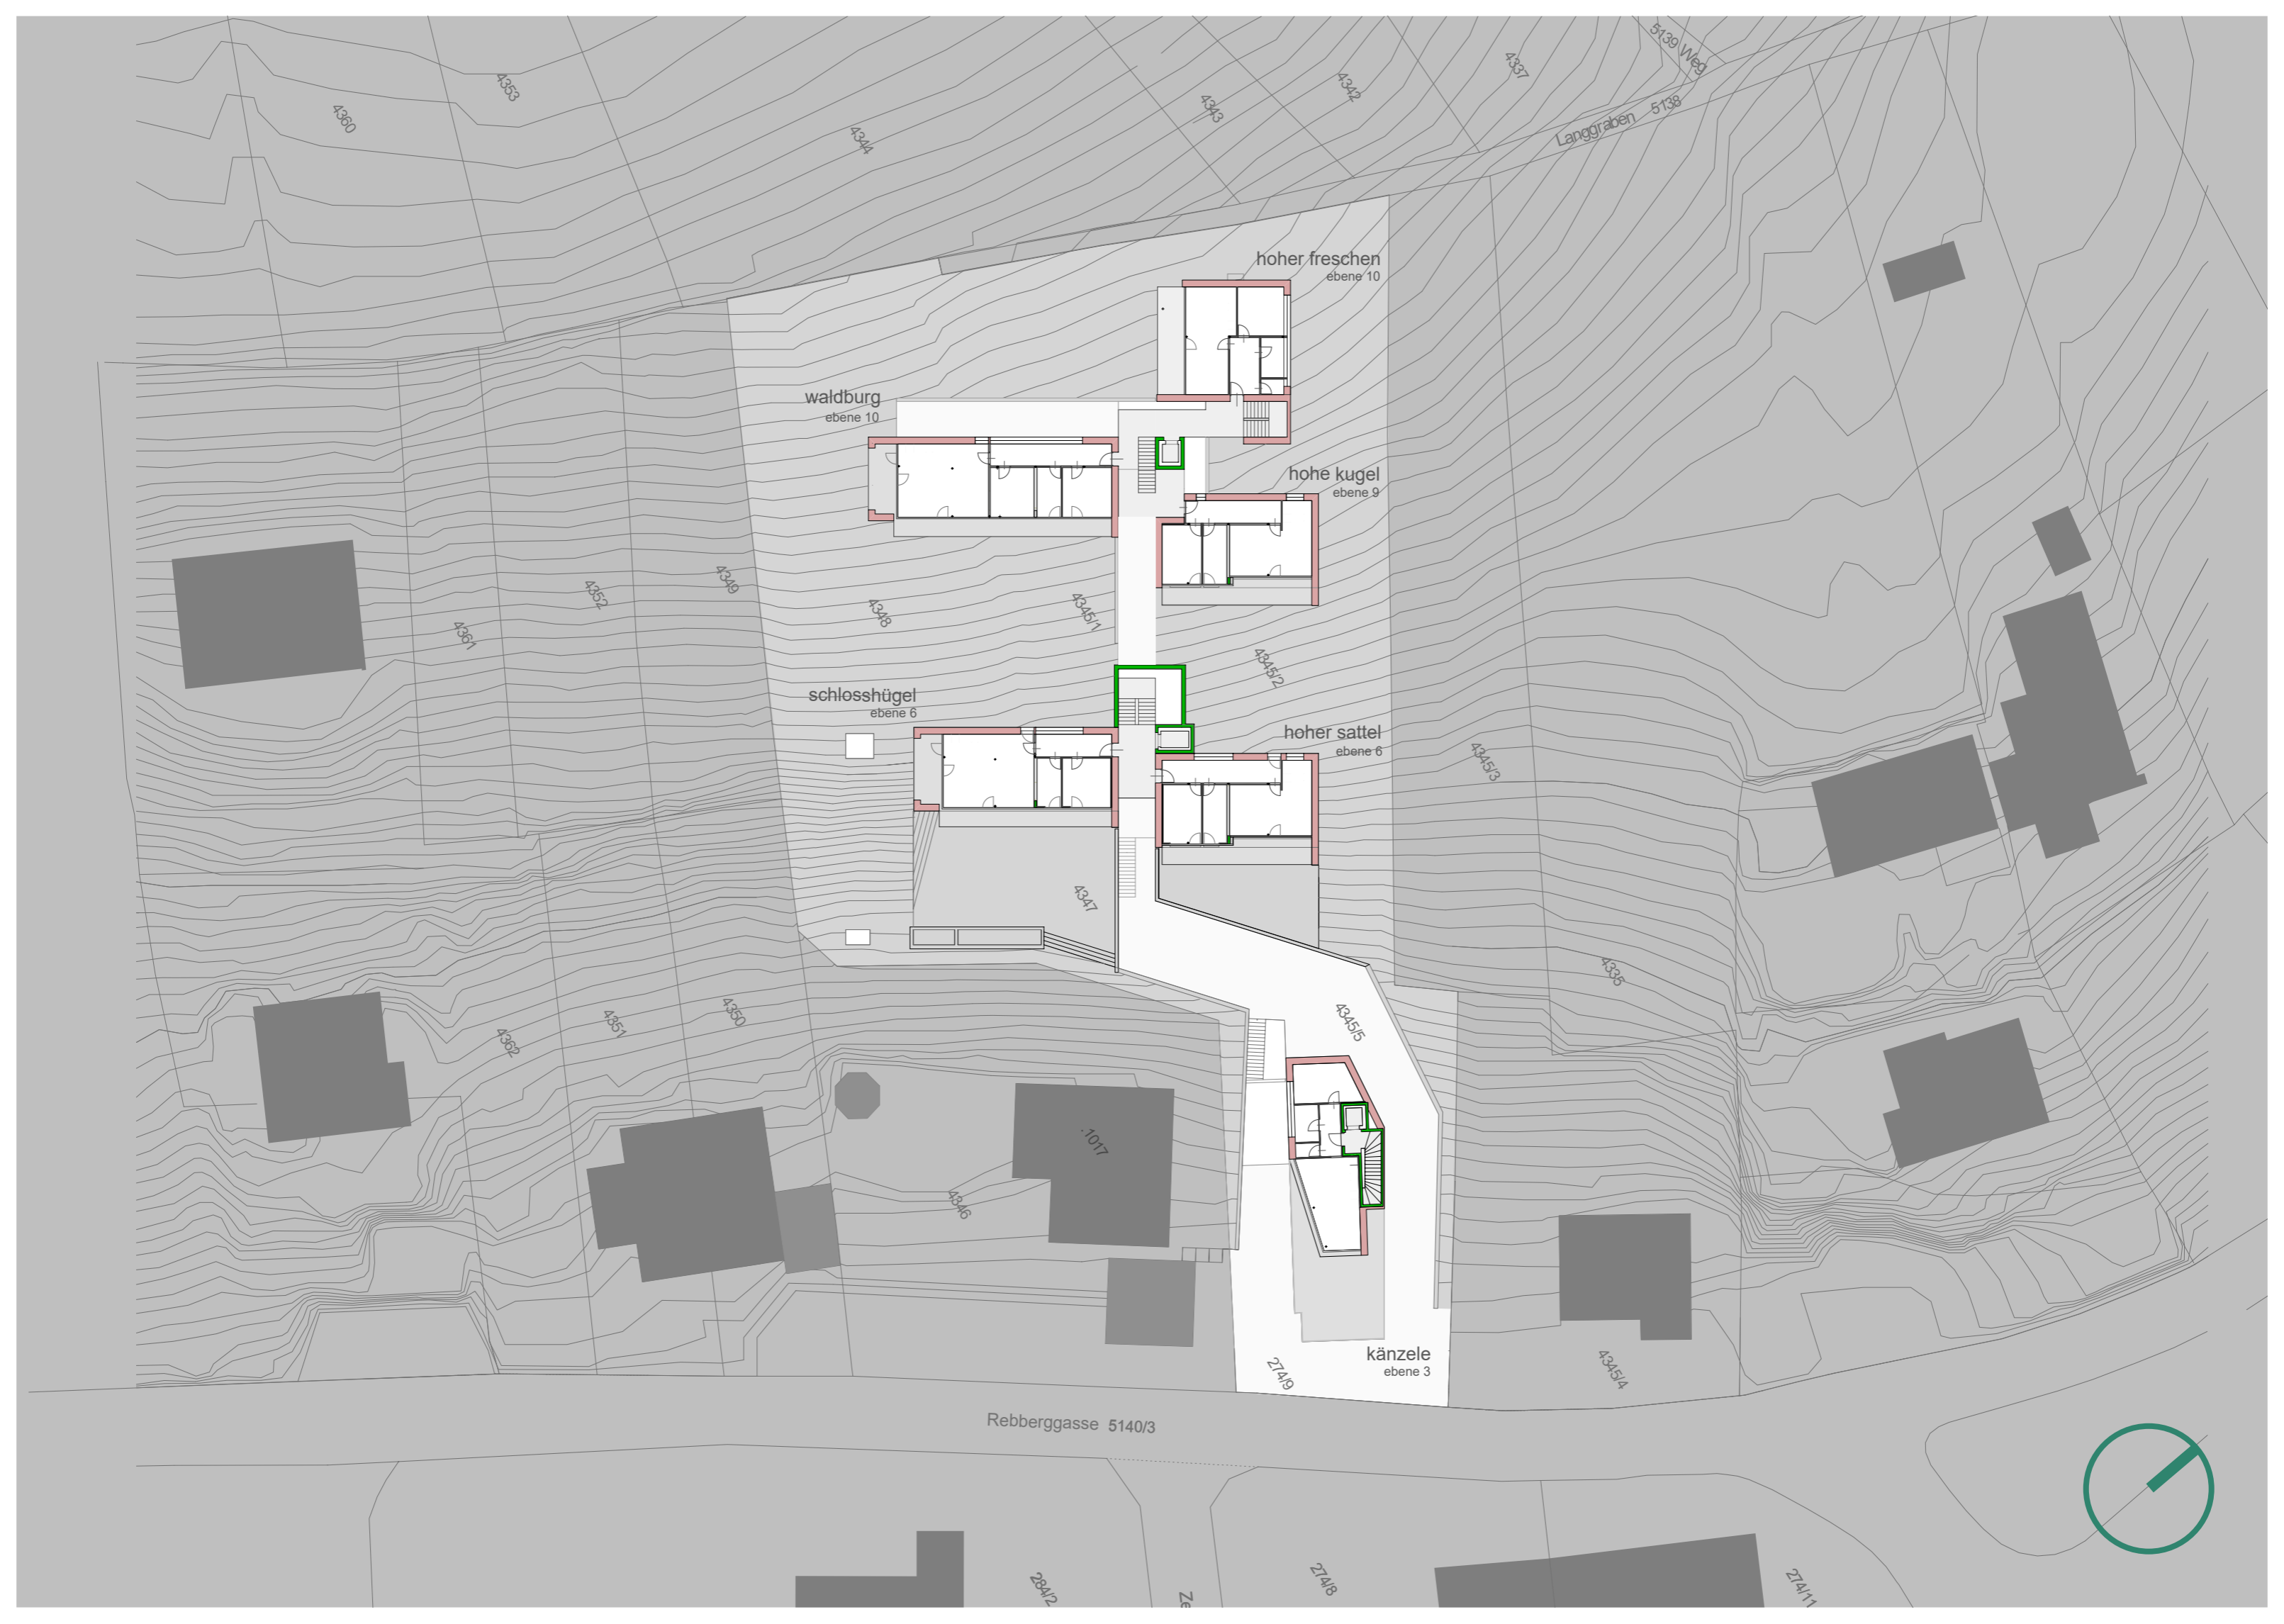 5139 Weg
4353
4360
4337
4342
4343
5138
Langgraben
4344
hoher freschen
ebene 10
waldburg
ebene 10
hohe kugel
ebene 9
4349
4352
4348
4345/1
4361
4345/2
schlosshügel
ebene 6
hoher sattel
ebene 6
4345/3
4347
4335
4350
4351
4362
4345/5
.1017
4346
känzele
ebene 3
274/9
4345/4
Rebberggasse 5140/3
284/2
274/8
274/11